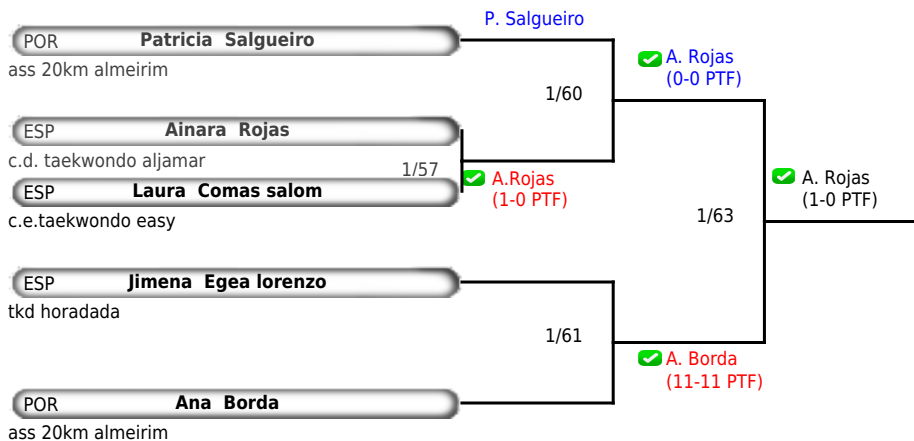 P. Salgueiro
POR Patricia Salgueiro
ass 20km almeirim
A. Rojas
(0-0 PTF)
1/60
ESP Ainara Rojas
c.d. taekwondo aljamar
1/57
ESP Laura Comas salom
c.e.taekwondo easy
A.Rojas
(1-0 PTF)
A. Rojas
(1-0 PTF)
1/63
ESP Jimena Egea lorenzo
tkd horadada
1/61
A. Borda
(11-11 PTF)
POR Ana Borda
ass 20km almeirim